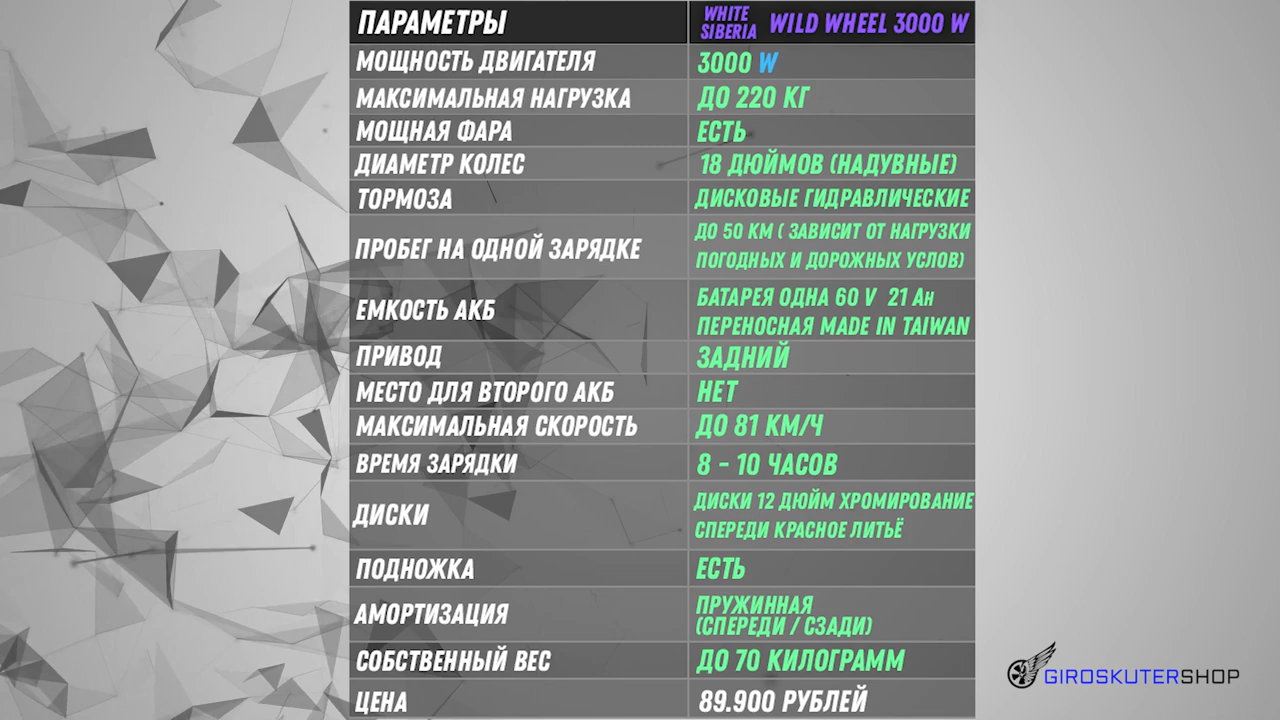 ПАРАМЕТРЫ
WHITE SIBERIA WILD WHEEL 3000 W
МОЩНОСТЬ ДВИГАТЕЛЯ
3000 W
МАКСИМАЛЬНАЯ НАГРУЗКА
ДО 220 КГ
МОЩНАЯ ФАРА
ЕСТЬ
ДИАМЕТР КОЛЕС
18 ДЮЙМОВ (НАДУВНЫЕ)
ТОРМОЗА
ДИСКОВЫЕ ГИДРАВЛИЧЕСКИЕ
ПРОБЕГ НА ОДНОЙ ЗАРЯДКЕ
ДО 50 КМ ( ЗАВИСИТ ОТ НАГРУЗКИ
ПОГОДНЫХ И ДОРОЖНЫХ УСЛОВ)
ЕМКОСТЬ АКБ
БАТАРЕЯ ОДНА 60 V 21 Ah
ПЕРЕНОСНАЯ MADE IN TAIWAN
ПРИВОД
ЗАДНИЙ
МЕСТО ДЛЯ ВТОРОГО АКБ
НЕТ
МАКСИМАЛЬНАЯ СКОРОСТЬ
ДО 81 КМ/Ч
ВРЕМЯ ЗАРЯДКИ
8 - 10 ЧАСОВ
ДИСКИ
ДИСКИ 12 ДЮЙМ ХРОМИРОВАНИЕ
СПЕРЕДИ КРАСНОЕ ЛИТЬЁ
ПОДНОЖКА
ЕСТЬ
АМОРТИЗАЦИЯ
ПРУЖИННАЯ
(СПЕРЕДИ / СЗАДИ)
СОБСТВЕННЫЙ ВЕС
ДО 70 КИЛОГРАММ
ЦЕНА
89.900 РУБЛЕЙ
GIROSKUTERSHOP